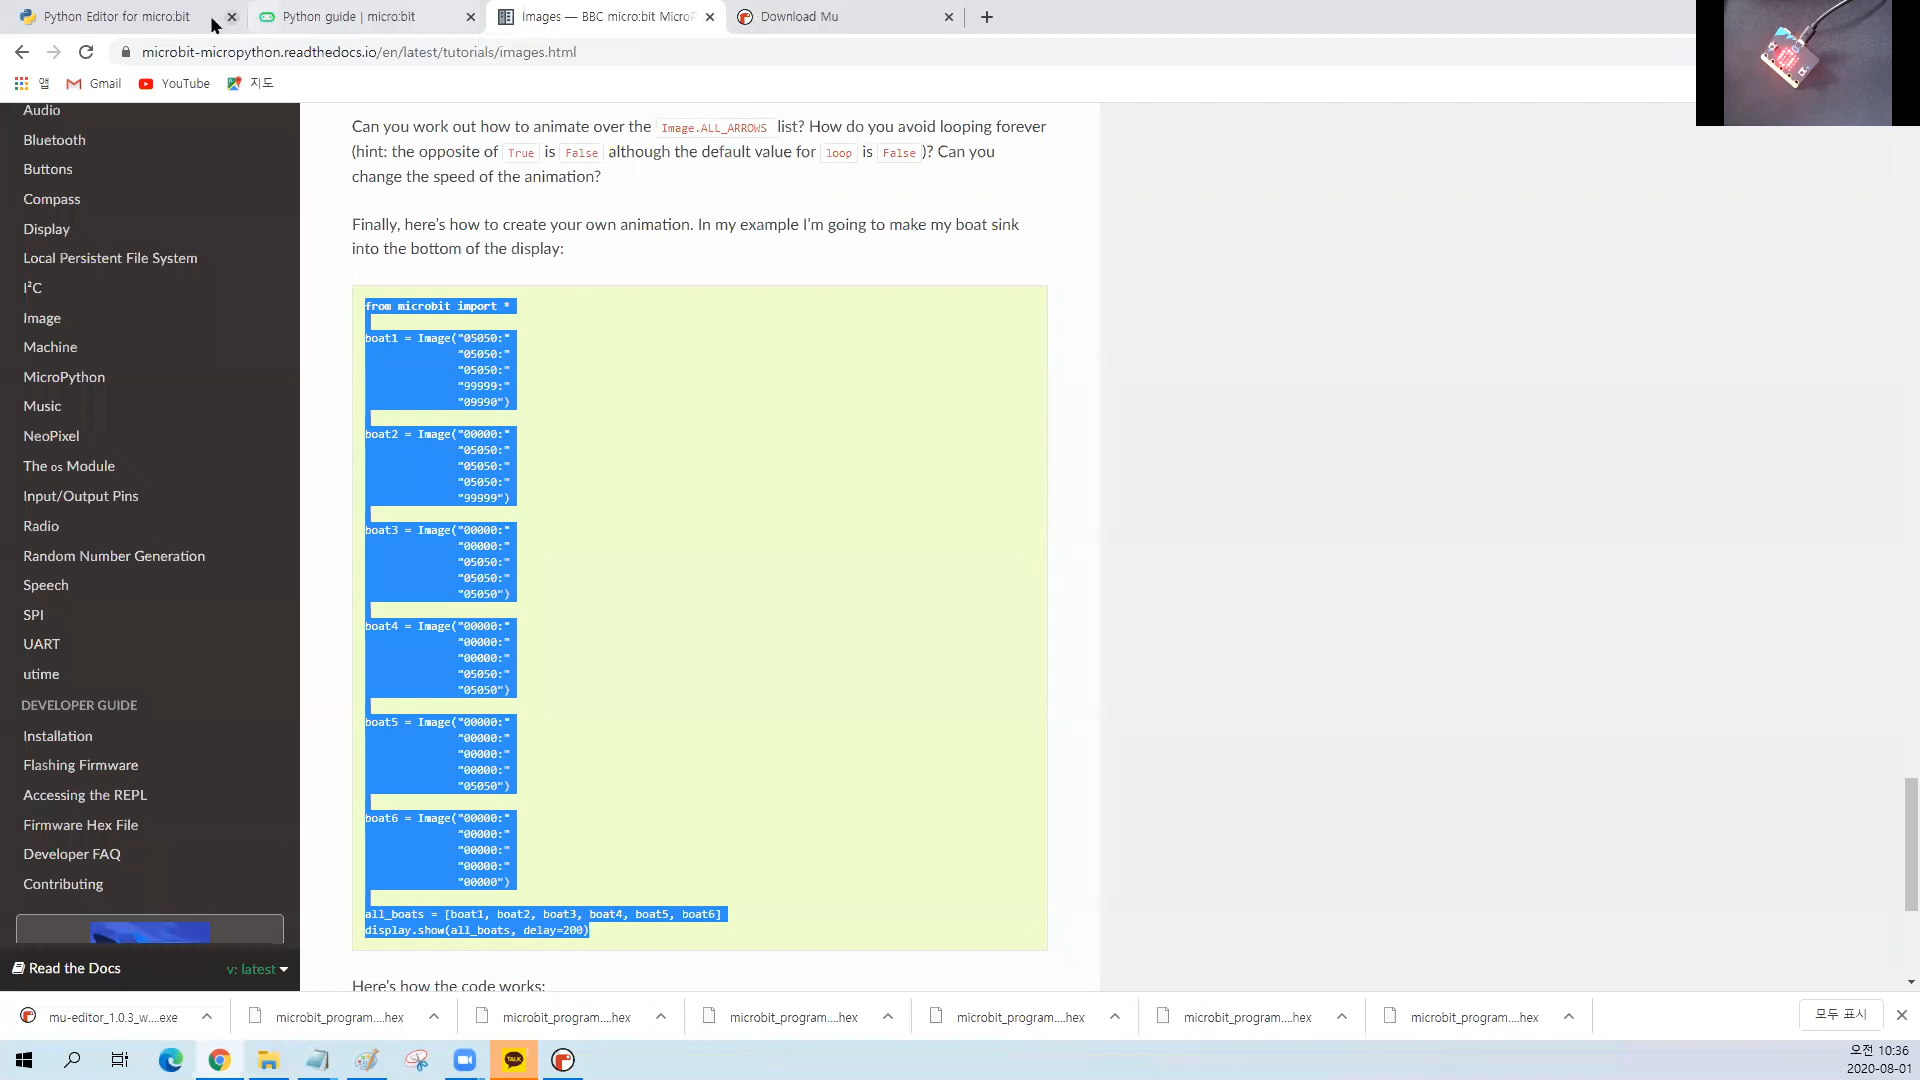 Python Editor for micro:bit
Python guide | micro:bit
Images — BBC micro:bit MicroP
Download Mu
microbit-micropython.readthedocs.io/en/latest/tutorials/images.html
앱
Gmail
YouTube
지도
Audio
Bluetooth
Buttons
Compass
Display
Local Persistent File System
I²C
Image
Machine
MicroPython
Music
NeoPixel
The os Module
Input/Output Pins
Radio
Random Number Generation
Speech
SPI
UART
utime
DEVELOPER GUIDE
Installation
Flashing Firmware
Accessing the REPL
Firmware Hex File
Developer FAQ
Contributing
Read the Docs
v: latest
Can you work out how to animate over the Image.ALL_ARROWS list? How do you avoid looping forever
(hint: the opposite of True is False although the default value for loop is False)? Can you
change the speed of the animation?
Finally, here's how to create your own animation. In my example I'm going to make my boat sink
into the bottom of the display:
from microbit import *
boat1 = Image("05050:"
"05050:"
"05050:"
"99999:"
"09990")
boat2 = Image("00000:"
"05050:"
"05050:"
"05050:"
"99999")
boat3 = Image("00000:"
"00000:"
"05050:"
"05050:"
"05050")
boat4 = Image("00000:"
"00000:"
"00000:"
"05050:"
"05050")
boat5 = Image("00000:"
"00000:"
"00000:"
"00000:"
"05050")
boat6 = Image("00000:"
"00000:"
"00000:"
"00000:"
"00000")
all_boats = [boat1, boat2, boat3, boat4, boat5, boat6]
display.show(all_boats, delay=200)
Here's how the code works:
mu-editor_1.0.3_w....exe
microbit_program....hex
microbit_program....hex
microbit_program....hex
microbit_program....hex
microbit_program....hex
microbit_program....hex
모두 표시
TALK
오전 10:36
2020-08-01